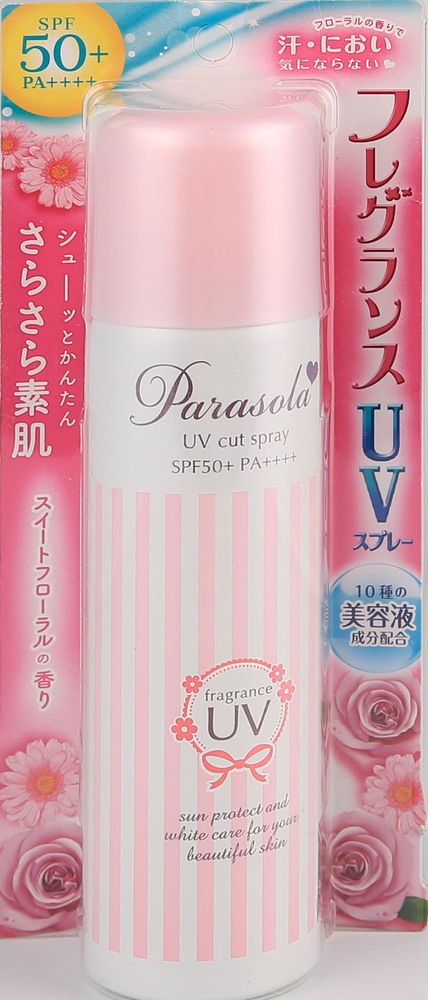 SPF
50+
PA++++
フローラルの香りで
汗・におい
気にならない
フレグランス UV
スプレー
シューッとかんたん
さらさら素肌
スイートフローラルの香り
10種の
美容液
成分配合
Parasola
UV cut spray
SPF50+ PA++++
fragrance
UV
sun protect and
white care for your
beautiful skin